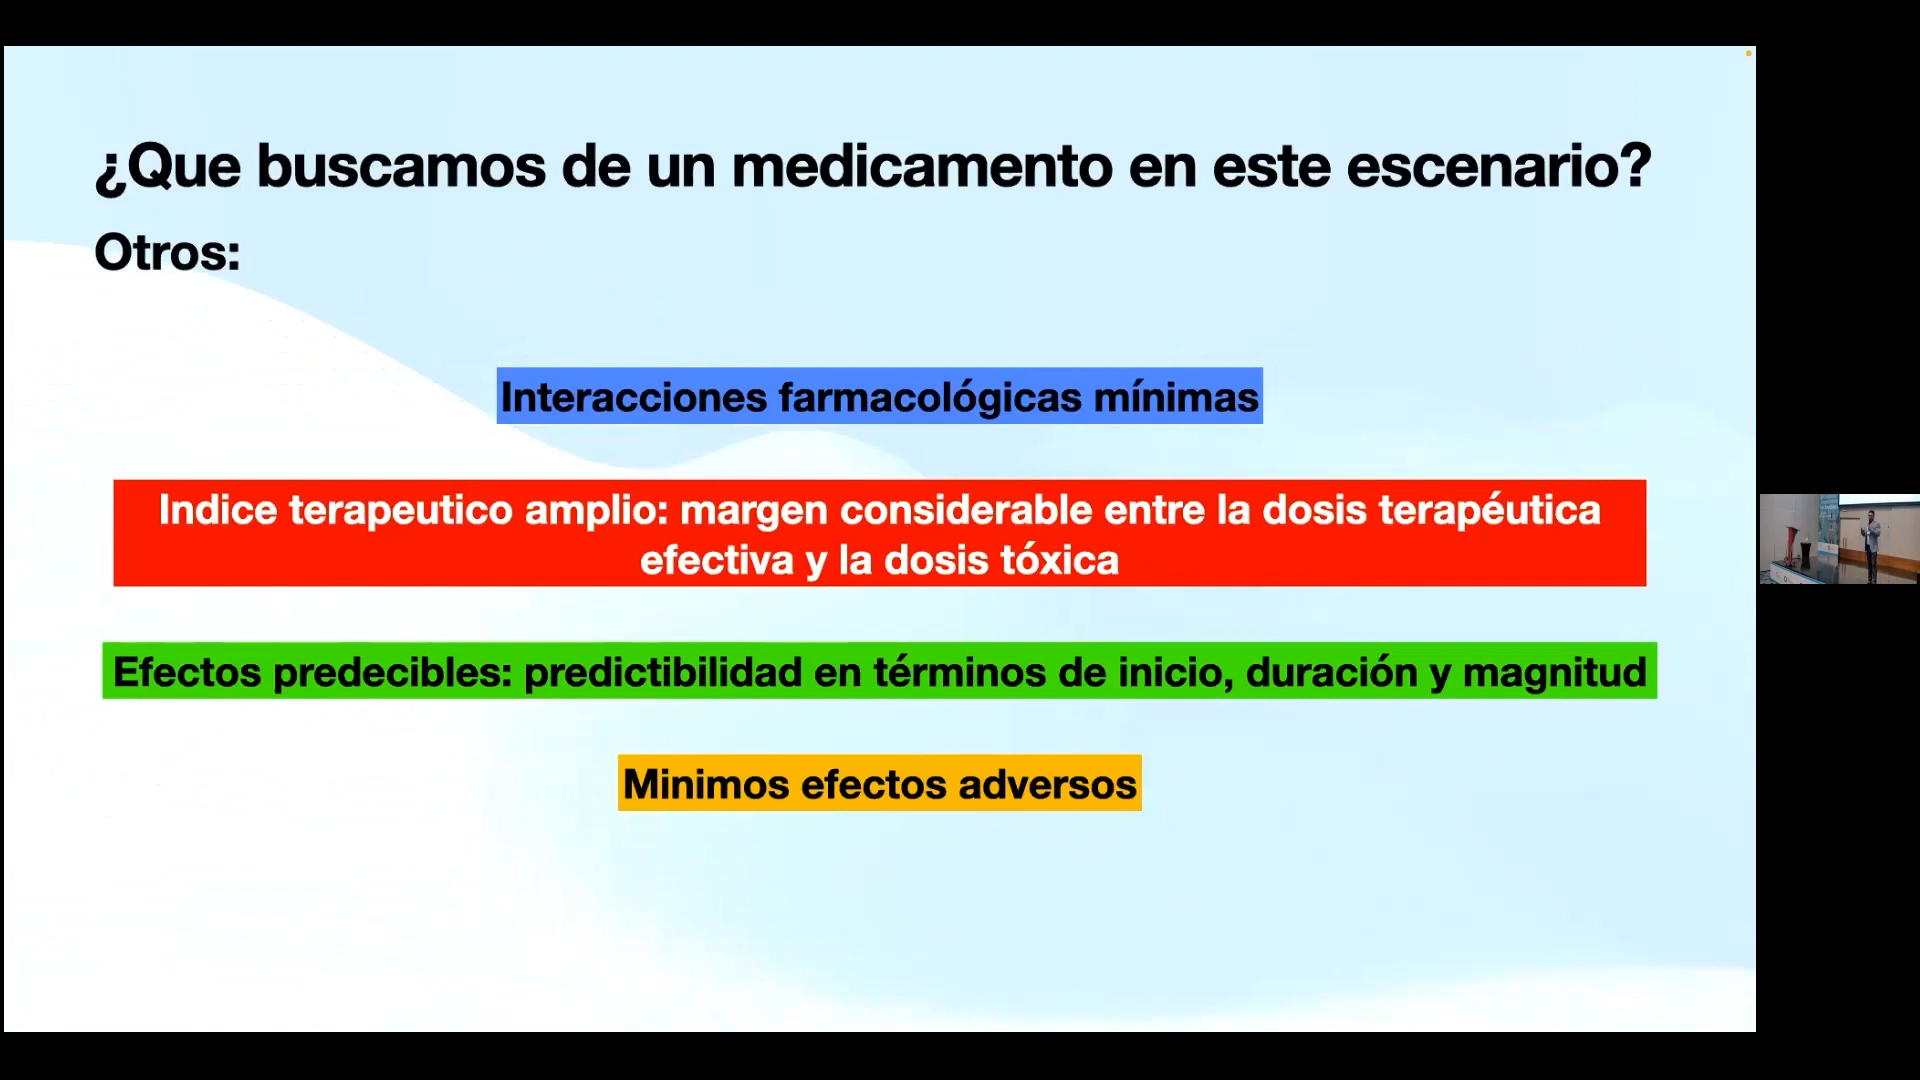 ¿Que buscamos de un medicamento en este escenario?
Otros:
Interacciones farmacológicas mínimas
Indice terapeutico amplio: margen considerable entre la dosis terapéutica
efectiva y la dosis tóxica
Efectos predecibles: predictibilidad en términos de inicio, duración y magnitud
Minimos efectos adversos